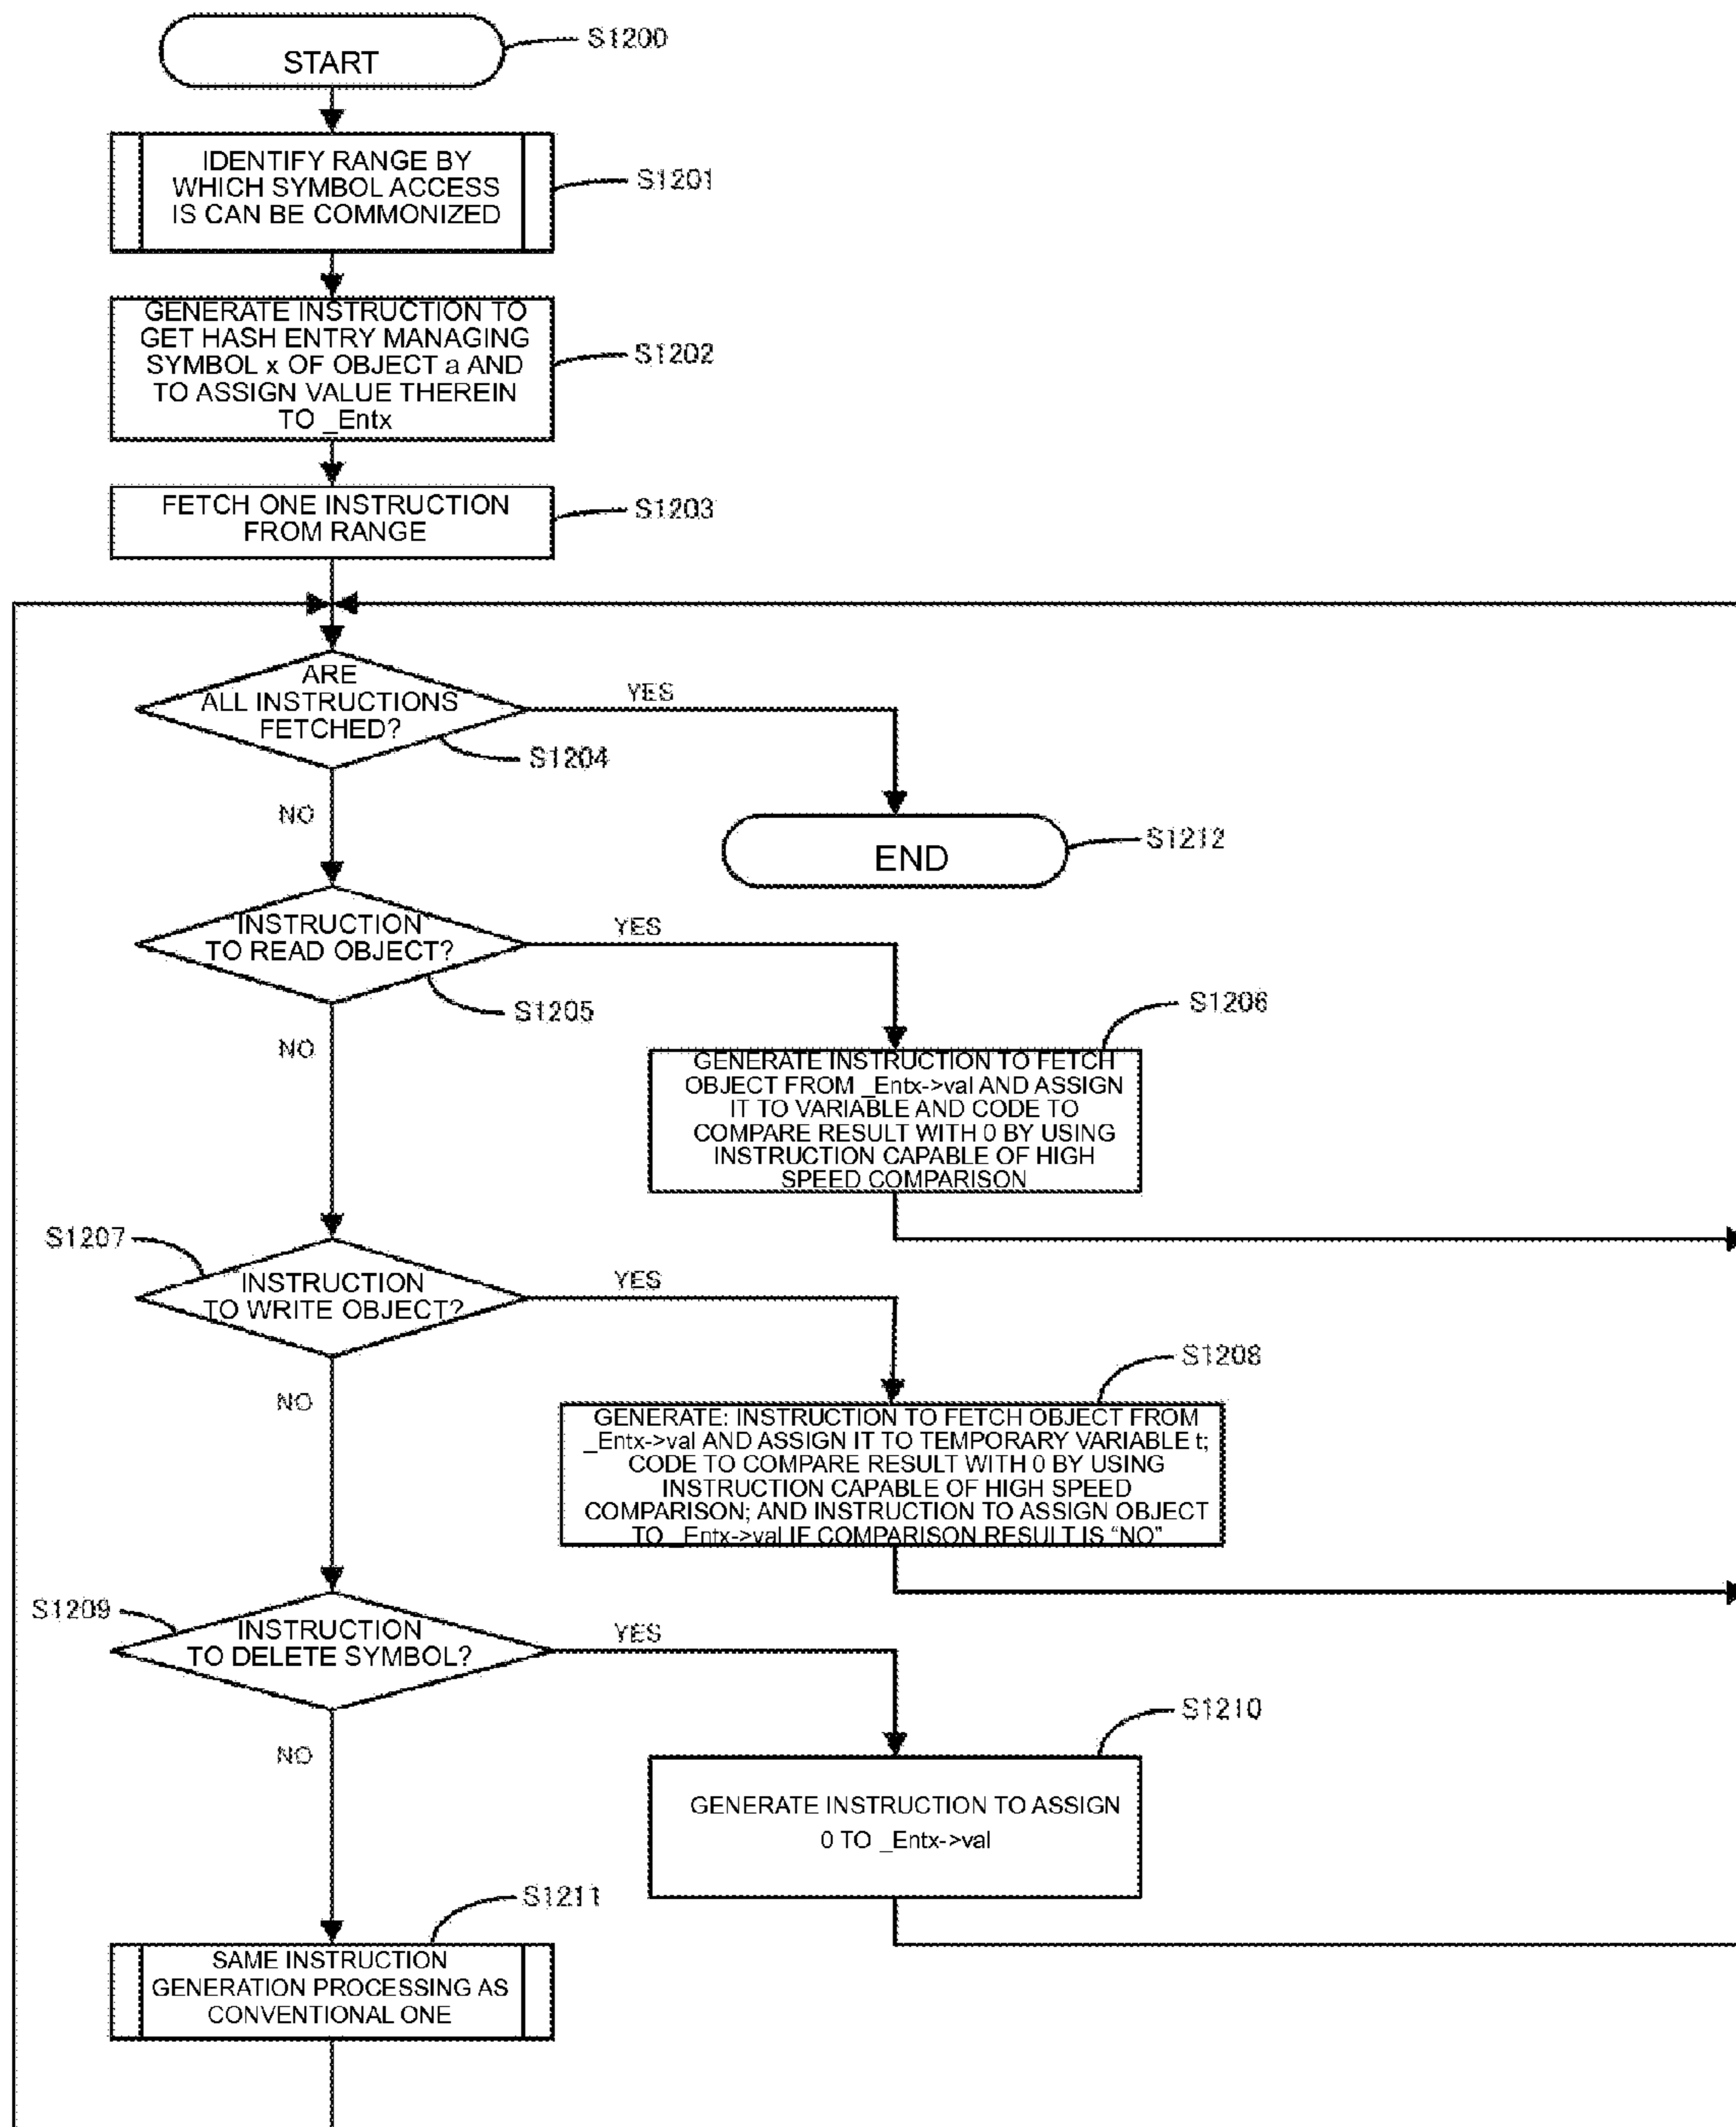 START
S1200
IDENTIFY RANGE BY
WHICH SYMBOL ACCESS
IS CAN BE COMMONIZED
S1201
GENERATE INSTRUCTION TO
GET HASH ENTRY MANAGING
SYMBOL x OF OBJECT a AND
TO ASSIGN VALUE THEREIN
TO _Entx
S1202
FETCH ONE INSTRUCTION
FROM RANGE
S1203
ARE
ALL INSTRUCTIONS
FETCHED?
YES
S1204
NO
END
S1212
INSTRUCTION
TO READ OBJECT?
YES
S1205
NO
S1206
GENERATE INSTRUCTION TO FETCH
OBJECT FROM _Entx->val AND ASSIGN
IT TO VARIABLE AND CODE TO
COMPARE RESULT WITH 0 BY USING
INSTRUCTION CAPABLE OF HIGH
SPEED COMPARISON
S1207
INSTRUCTION
TO WRITE OBJECT?
YES
NO
S1208
GENERATE: INSTRUCTION TO FETCH OBJECT FROM
_Entx->val AND ASSIGN IT TO TEMPORARY VARIABLE t;
CODE TO COMPARE RESULT WITH 0 BY USING
INSTRUCTION CAPABLE OF HIGH SPEED
COMPARISON; AND INSTRUCTION TO ASSIGN OBJECT
TO _Entx->val IF COMPARISON RESULT IS “NO”
S1209
INSTRUCTION
TO DELETE SYMBOL?
YES
NO
S1210
GENERATE INSTRUCTION TO ASSIGN
0 TO _Entx->val
S1211
SAME INSTRUCTION
GENERATION PROCESSING AS
CONVENTIONAL ONE